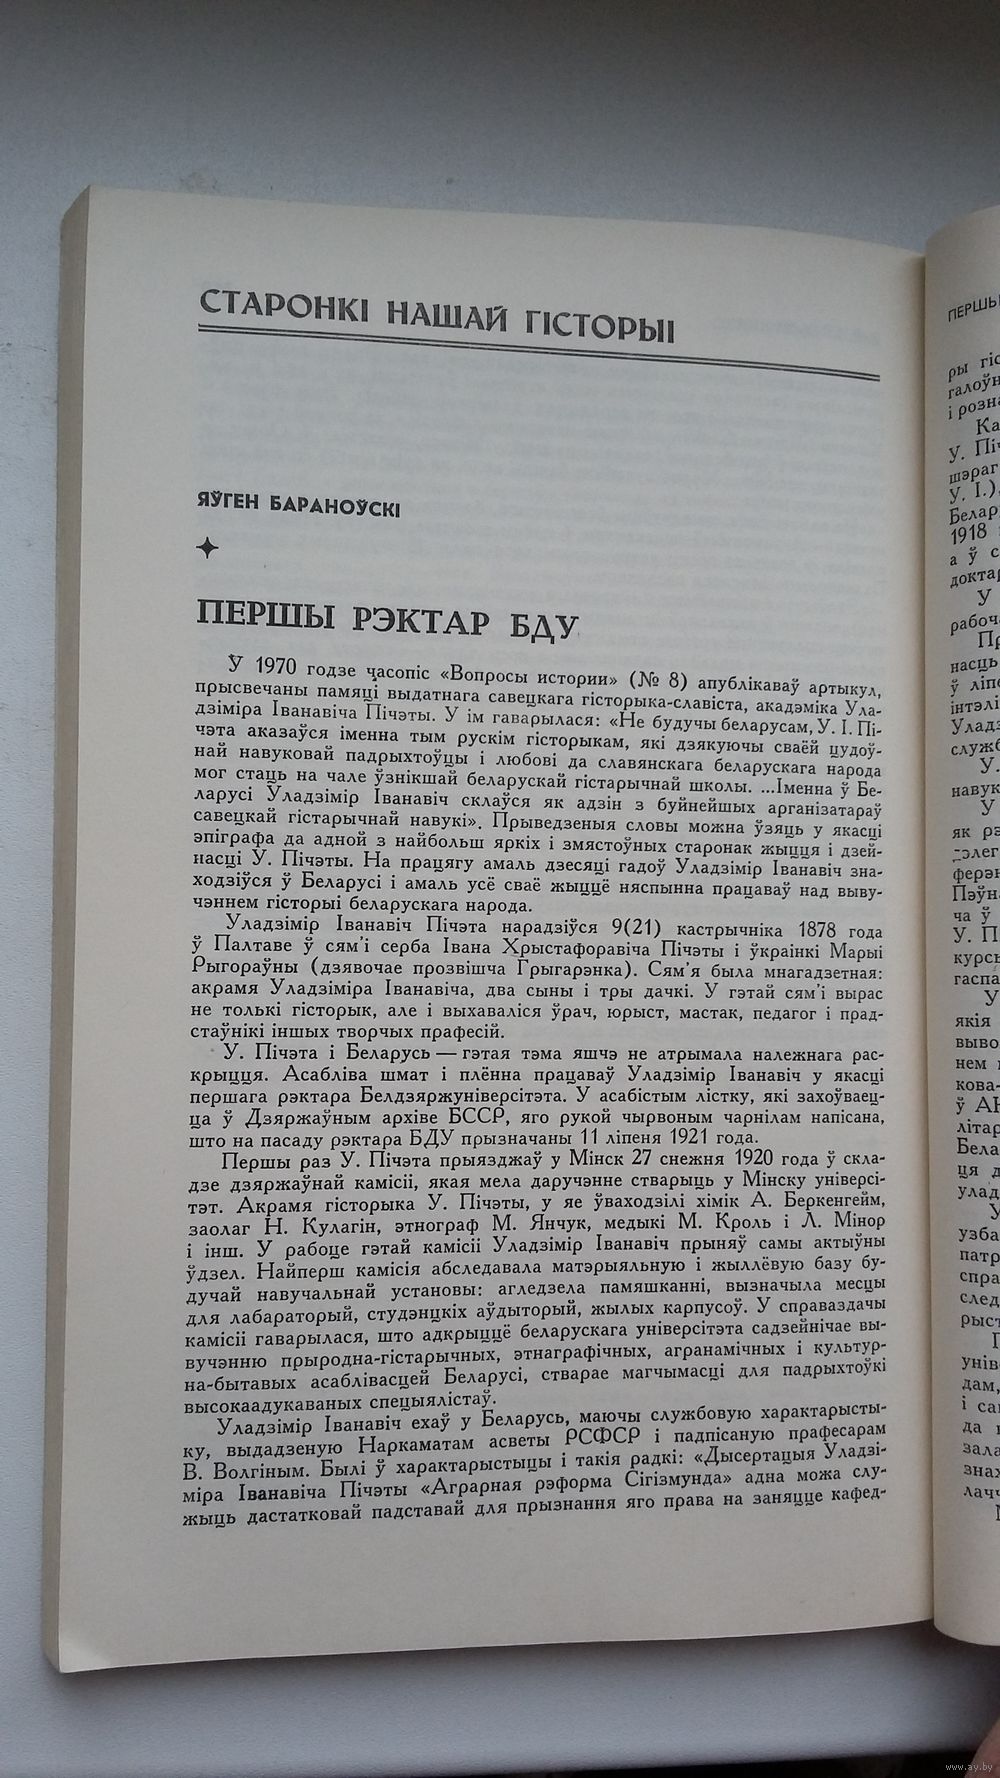 СТАРОНКІ НАШАЙ ГІСТОРЫІ
ЯЎГЕН БАРАНОЎСКІ
ПЕРШЫ РЭКТАР БДУ
Ў 1970 годзе часопіс «Вопросы истории» (№ 8) апублікаваў артыкул,
прысвечаны памяці выдатнага савецкага гісторыка-славіста, акадэміка Ула-
дзіміра Іванавіча Пічэты. У ім гаварылася: «Не будучы беларусам, У. І. Пі-
чэта аказаўся іменна тым рускім гісторыкам, які дзякуючы сваёй цудоў-
най навуковай падрыхтоўцы і любові да славянскага беларускага народа
мог стаць на чале ўзнікшай беларускай гістарычнай школы. ...Іменна ў Бе-
ларусі Уладзімір Іванавіч склаўся як адзін з буйнейшых арганізатараў
савецкай гістарычнай навукі». Прыведзеныя словы можна ўзяць у якасці
эпіграфа да адной з найбольш яркіх і змястоўных старонак жыцця і дзей-
насці У. Пічэты. На працягу амаль дзесяці гадоў Уладзімір Іванавіч зна-
ходзіўся ў Беларусі і амаль усё сваё жыццё няспынна працаваў над выву-
чэннем гісторыі беларускага народа.
Уладзімір Іванавіч Пічэта нарадзіўся 9(21) кастрычніка 1878 года
ў Палтаве ў сям’і серба Івана Хрыстафоравіча Пічэты і ўкраінкі Марыі
Рыгораўны (дзявочае прозвішча Грыгарэнка). Сям’я была мнагадзетная:
акрамя Уладзіміра Іванавіча, два сыны і тры дачкі. У гэтай сям’і вырас
не толькі гісторык, але і выхаваліся ўрач, юрыст, мастак, педагог і прад-
стаўнікі іншых творчых прафесій.
У. Пічэта і Беларусь — гэтая тэма яшчэ не атрымала належнага рас-
крыцця. Асабліва шмат і плённа працаваў Уладзімір Іванавіч у якасці
першага рэктара Белдзяржуніверсітэта. У асабістым лістку, які захоўваец-
ца ў Дзяржаўным архіве БССР, яго рукой чырвоным чарнілам напісана,
што на пасаду рэктара БДУ прызначаны 11 ліпеня 1921 года.
Першы раз У. Пічэта прыязджаў у Мінск 27 снежня 1920 года ў скла-
дзе дзяржаўнай камісіі, якая мела даручэнне стварыць у Мінску універсі-
тэт. Акрамя гісторыка У. Пічэты, у яе ўваходзілі хімік А. Беркенгейм,
заолаг Н. Кулагін, этнограф М. Янчук, медыкі М. Кроль і Л. Мінор
і інш. У рабоце гэтай камісіі Уладзімір Іванавіч прыняў самы актыўны
ўдзел. Найперш камісія абследавала матэрыяльную і жыллёвую базу бу-
дучай навучальнай установы: агледзела памяшканні, вызначыла месцы
для лабараторый, студэнцкіх аўдыторый, жылых карпусоў. У справаздачы
камісіі гаварылася, што адкрыццё беларускага універсітэта садзейнічае вы-
вучэнню прыродна-гістарычных, этнаграфічных, агранамічных і культур-
на-бытавых асаблівасцей Беларусі, стварае магчымасці для падрыхтоўкі
высокаадукаваных спецыялістаў.
Уладзімір Іванавіч ехаў у Беларусь, маючы службовую характарысты-
ку, выдадзеную Наркаматам асветы РСФСР і падпісаную прафесарам
В. Волгіным. Былі ў характарыстыцы і такія радкі: «Дысертацыя Уладзі-
міра Іванавіча Пічэты «Аграрная рэформа Сігізмунда» адна можа слу-
жыць дастатковай падставай для прызнання яго права на заняцце кафед-
www.ay.by